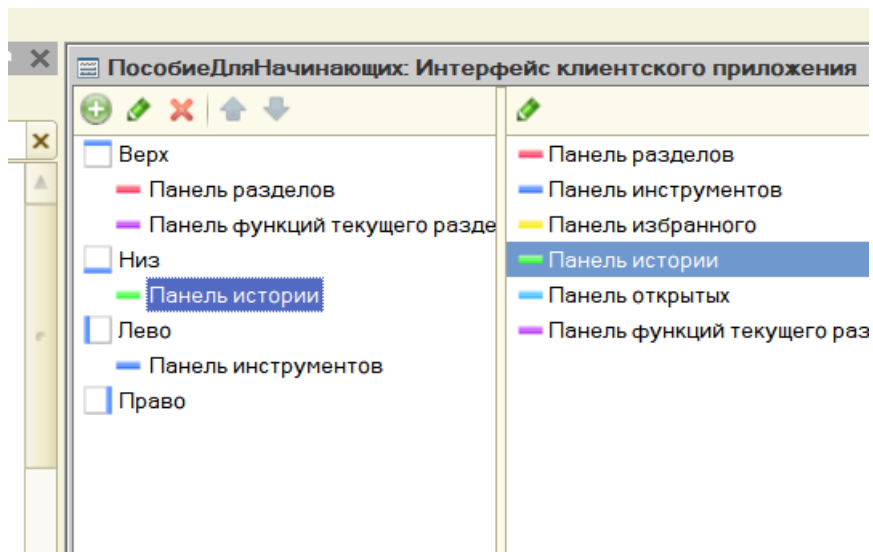 ПособиеДляНачинающих: Интерфейс клиентского приложения
Верх
Панель разделов
Панель функций текущего разде
Низ
Панель истории
Лево
Панель инструментов
Право
Панель разделов
Панель инструментов
Панель избранного
Панель истории
Панель открытых
Панель функций текущего раз